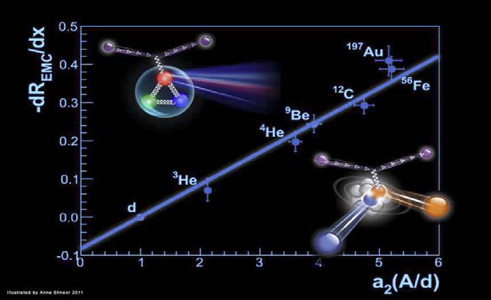 -dR_EMC/dx
0.5
0.4
0.3
0.2
0.1
0.0
-0.1
¹⁹⁷Au
⁵⁶Fe
¹²C
⁹Be
⁴He
³He
d
0 1 2 3 4 5 6
a₂(A/d)
Illustrated by Anna Shneor 2011